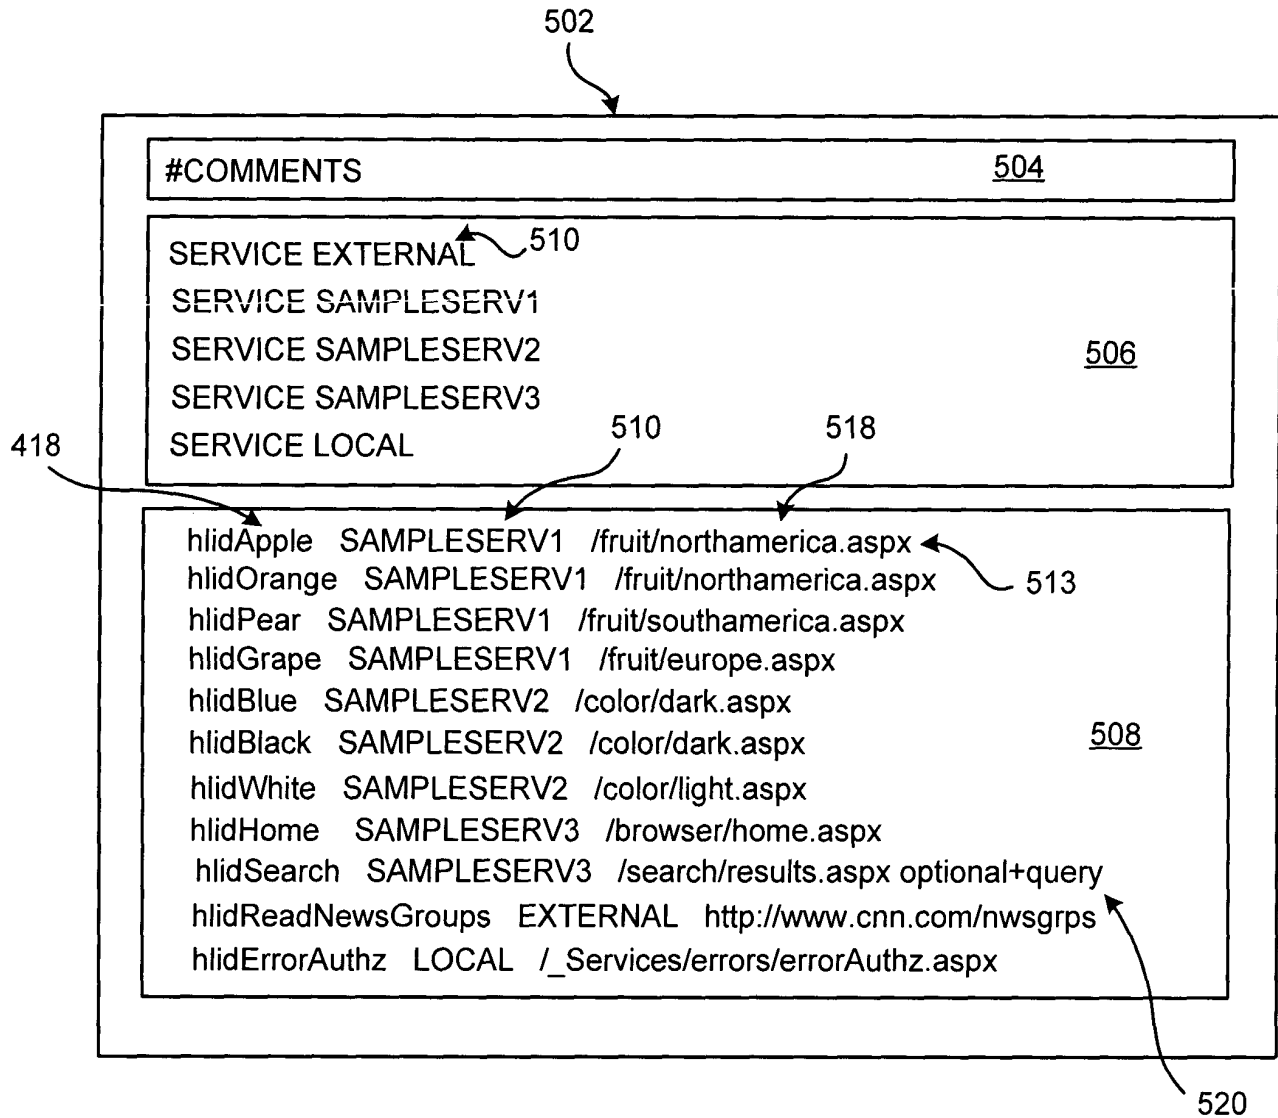 502
#COMMENTS 504
SERVICE EXTERNAL 510
SERVICE SAMPLESERV1
SERVICE SAMPLESERV2 506
SERVICE SAMPLESERV3
418 510 518
SERVICE LOCAL
hlidApple SAMPLESERV1 /fruit/northamerica.aspx
hlidOrange SAMPLESERV1 /fruit/northamerica.aspx 513
hlidPear SAMPLESERV1 /fruit/southamerica.aspx
hlidGrape SAMPLESERV1 /fruit/europe.aspx
hlidBlue SAMPLESERV2 /color/dark.aspx
hlidBlack SAMPLESERV2 /color/dark.aspx 508
hlidWhite SAMPLESERV2 /color/light.aspx
hlidHome SAMPLESERV3 /browser/home.aspx
hlidSearch SAMPLESERV3 /search/results.aspx optional+query
hlidReadNewsGroups EXTERNAL http://www.cnn.com/nwsgrps
hlidErrorAuthz LOCAL /_Services/errors/errorAuthz.aspx
520